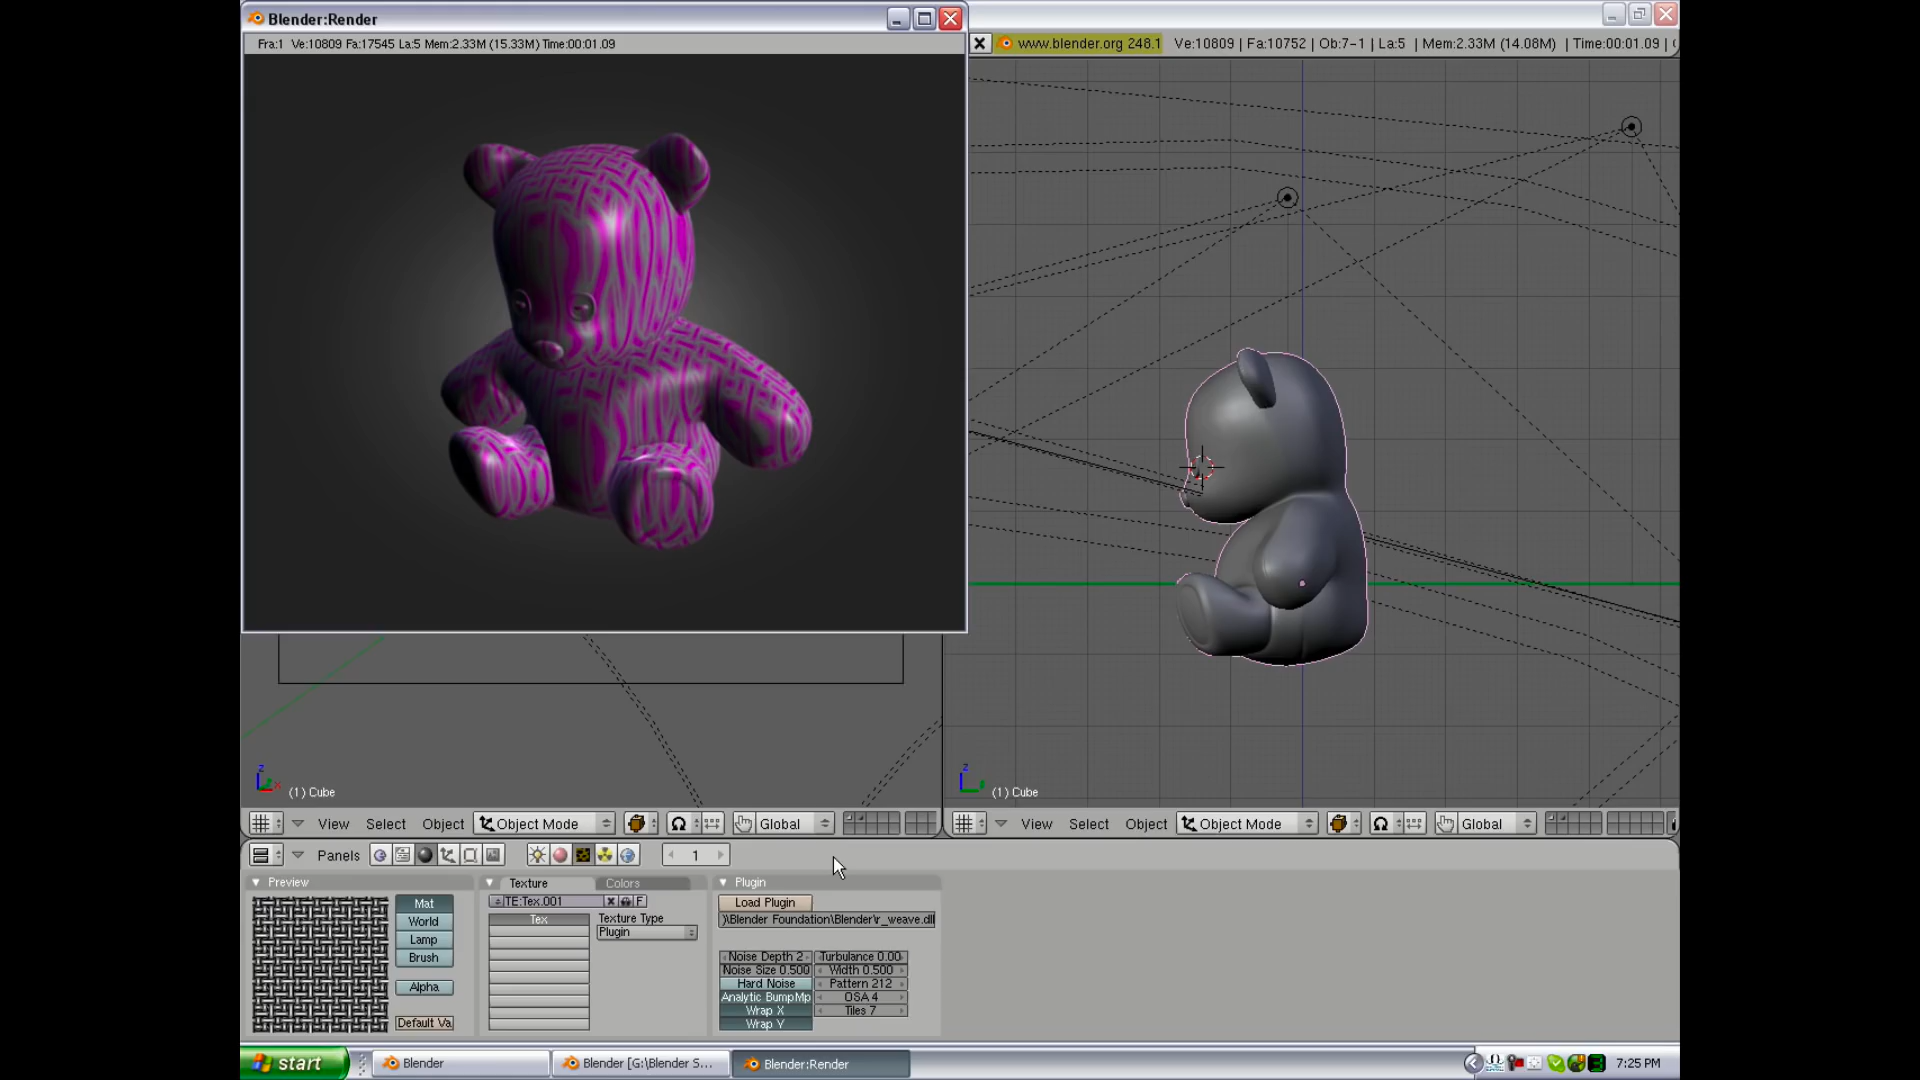 Blender:Render
Fra:1 Ve:10809 Fa:17545 La:5 Mem:2.33M (15.33M) Time:00:01.09
www.blender.org 248.1 Ve:10809 | Fa:10752 | Ob:7-1 | La:5 | Mem:2.33M (14.08M) | Time:00:01.09 |
z
x
(1) Cube
z
(1) Cube
View Select Object Object Mode Global
View Select Object Object Mode Global
Panels 1
Preview
Mat
World
Lamp
Brush
Alpha
Default Va
Texture Colors
TE:Tex.001 F
Tex
Texture Type
Plugin
Plugin
Load Plugin
)\Blender Foundation\Blender\r_weave.dll
Noise Depth 2 Turbulance 0.00
Noise Size 0.500 Width 0.500
Hard Noise Pattern 212
Analytic BumpMp OSA 4
Wrap X Tiles 7
Wrap Y
start Blender Blender [G:\Blender S... Blender:Render 7:25 PM